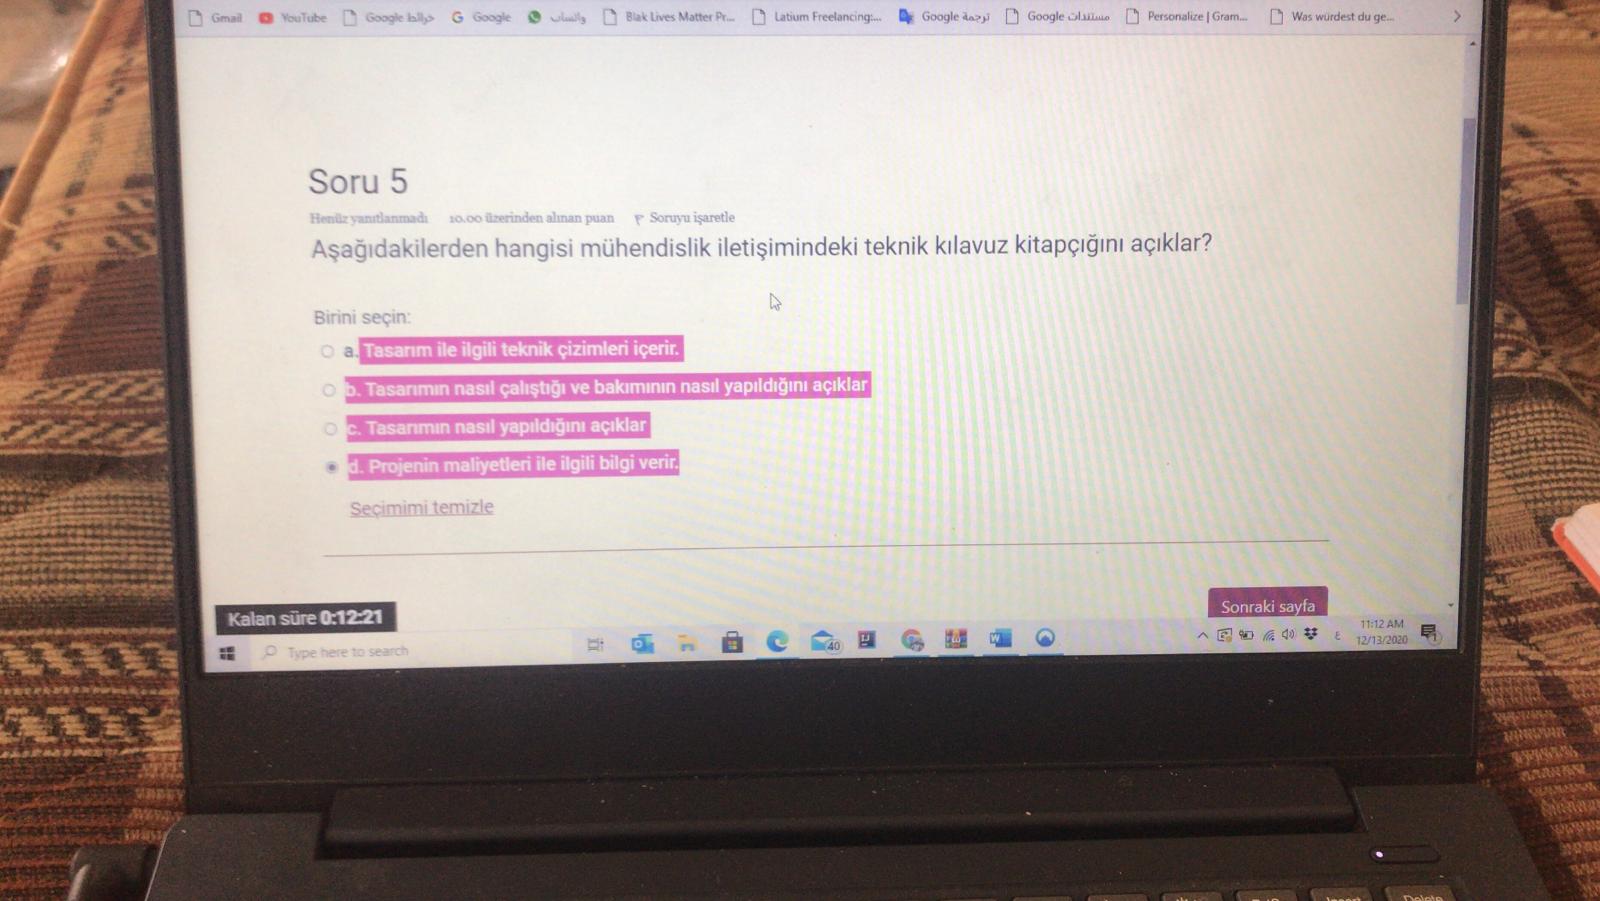 Gmail YouTube Google خرائط Google واتساب Blak Lives Matter Pr... Latium Freelancing:... Google ترجمة Google مستندات Personalize | Gram... Was würdest du ge...
Soru 5
Henüz yanıtlanmadı 10.00 üzerinden alınan puan Soruyu işaretle
Aşağıdakilerden hangisi mühendislik iletişimindeki teknik kılavuz kitapçığını açıklar?
Birini seçin:
a. Tasarım ile ilgili teknik çizimleri içerir.
b. Tasarımın nasıl çalıştığı ve bakımının nasıl yapıldığını açıklar
c. Tasarımın nasıl yapıldığını açıklar
d. Projenin maliyetleri ile ilgili bilgi verir.
Seçimimi temizle
Sonraki sayfa
Kalan süre 0:12:21
Type here to search
40
W
ع
11:12 AM
12/13/2020
1
Insert
Delete